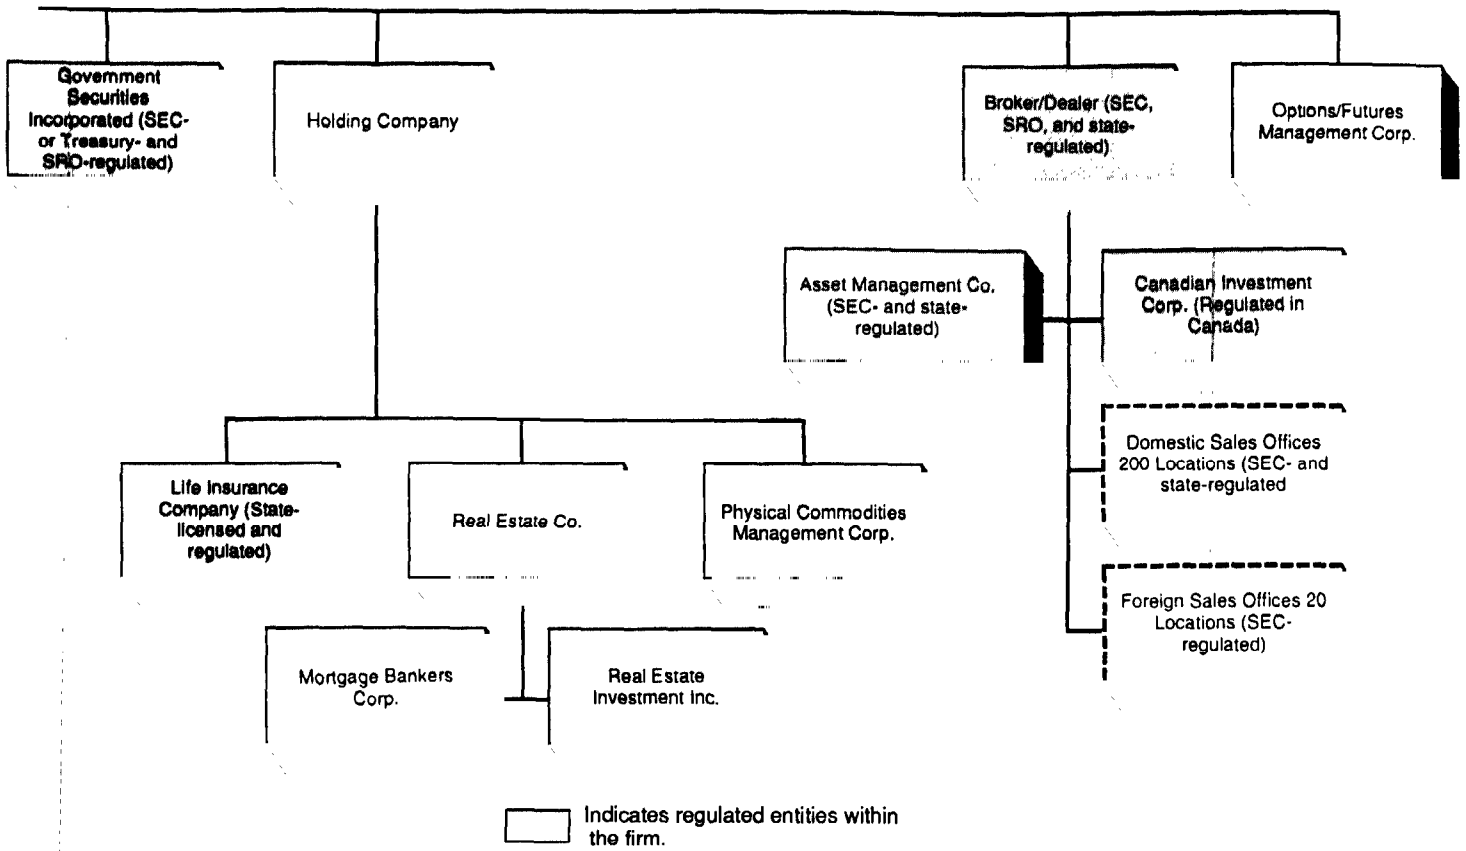 Government
Securities
Incorporated (SEC-
or Treasury- and
SRO-regulated)
Holding Company
Broker/Dealer (SEC,
SRO, and state-
regulated)
Options/Futures
Management Corp.
Asset Management Co.
(SEC- and state-
regulated)
Canadian Investment
Corp. (Regulated in
Canada)
Domestic Sales Offices
200 Locations (SEC- and
state-regulated
Foreign Sales Offices 20
Locations (SEC-
regulated)
Life Insurance
Company (State-
licensed and
regulated)
Real Estate Co.
Physical Commodities
Management Corp.
Mortgage Bankers
Corp.
Real Estate
Investment Inc.
Indicates regulated entities within
the firm.